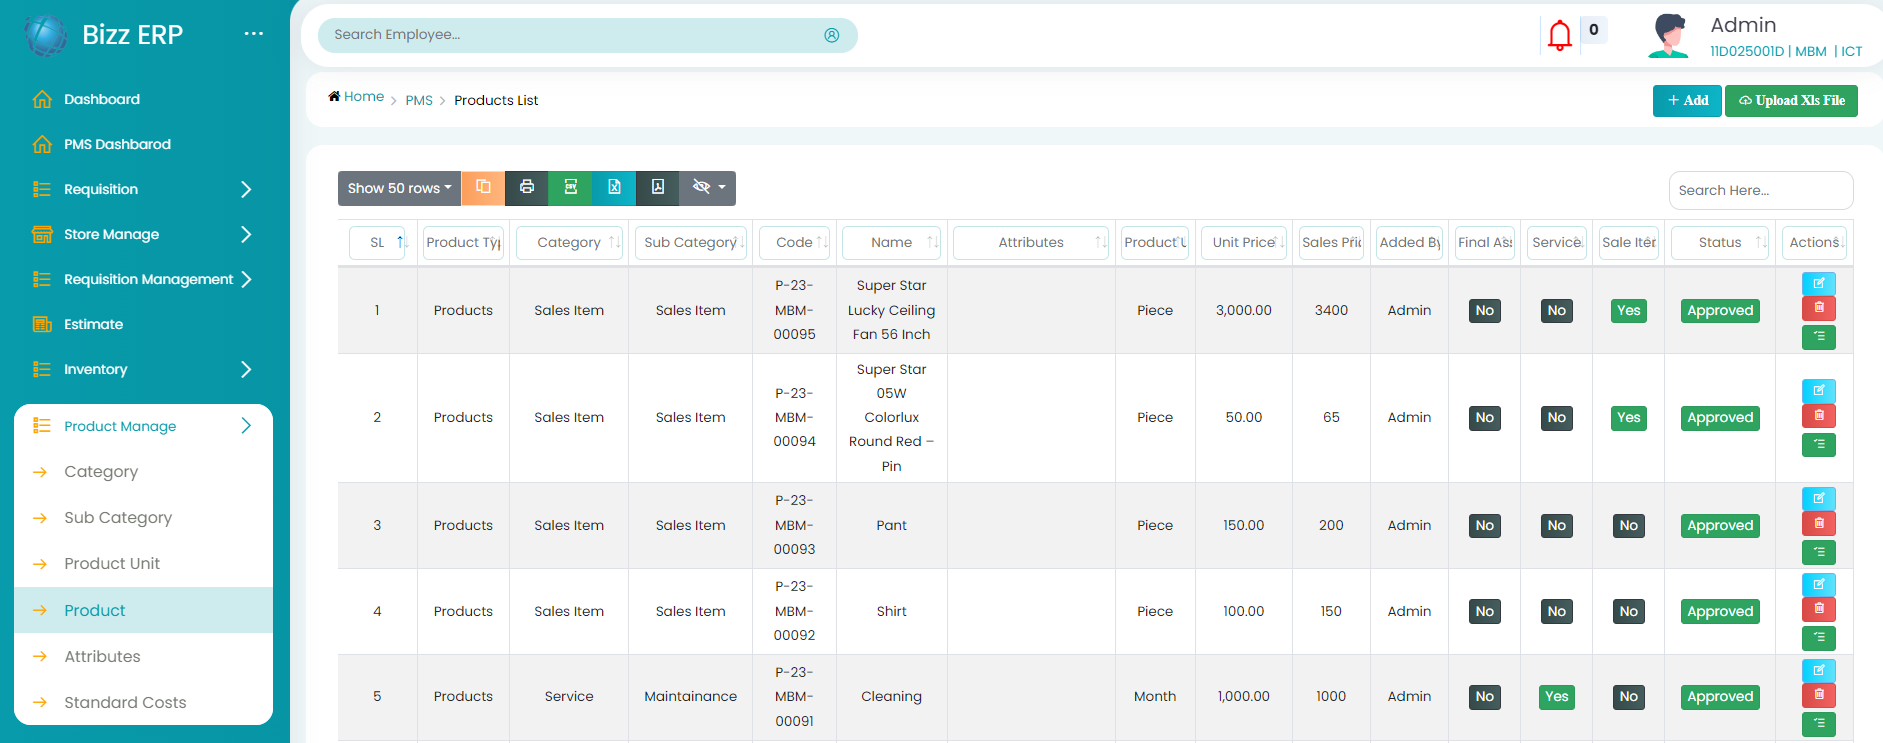 Bizz ERP
...
Dashboard
PMS Dashbarod
Requisition
Store Manage
Requisition Management
Estimate
Inventory
Product Manage
Category
Sub Category
Product Unit
Product
Attributes
Standard Costs
Search Employee...
0
Admin
11D025001D | MBM | ICT
Home > PMS > Products List
+ Add
Upload Xls File
Show 50 rows
CSV
Search Here...
SL Product Typ Category Sub Category Code Name Attributes Product U Unit Price Sales Pric Added By Final Ass Service Sale Iter Status Actions
1 Products Sales Item Sales Item P-23-
MBM-
00095 Super Star
Lucky Ceiling
Fan 56 Inch Piece 3,000.00 3400 Admin No No Yes Approved
2 Products Sales Item Sales Item P-23-
MBM-
00094 Super Star
05W
Colorlux
Round Red –
Pin Piece 50.00 65 Admin No No Yes Approved
3 Products Sales Item Sales Item P-23-
MBM-
00093 Pant Piece 150.00 200 Admin No No No Approved
4 Products Sales Item Sales Item P-23-
MBM-
00092 Shirt Piece 100.00 150 Admin No No No Approved
5 Products Service Maintainance P-23-
MBM-
00091 Cleaning Month 1,000.00 1000 Admin No Yes No Approved